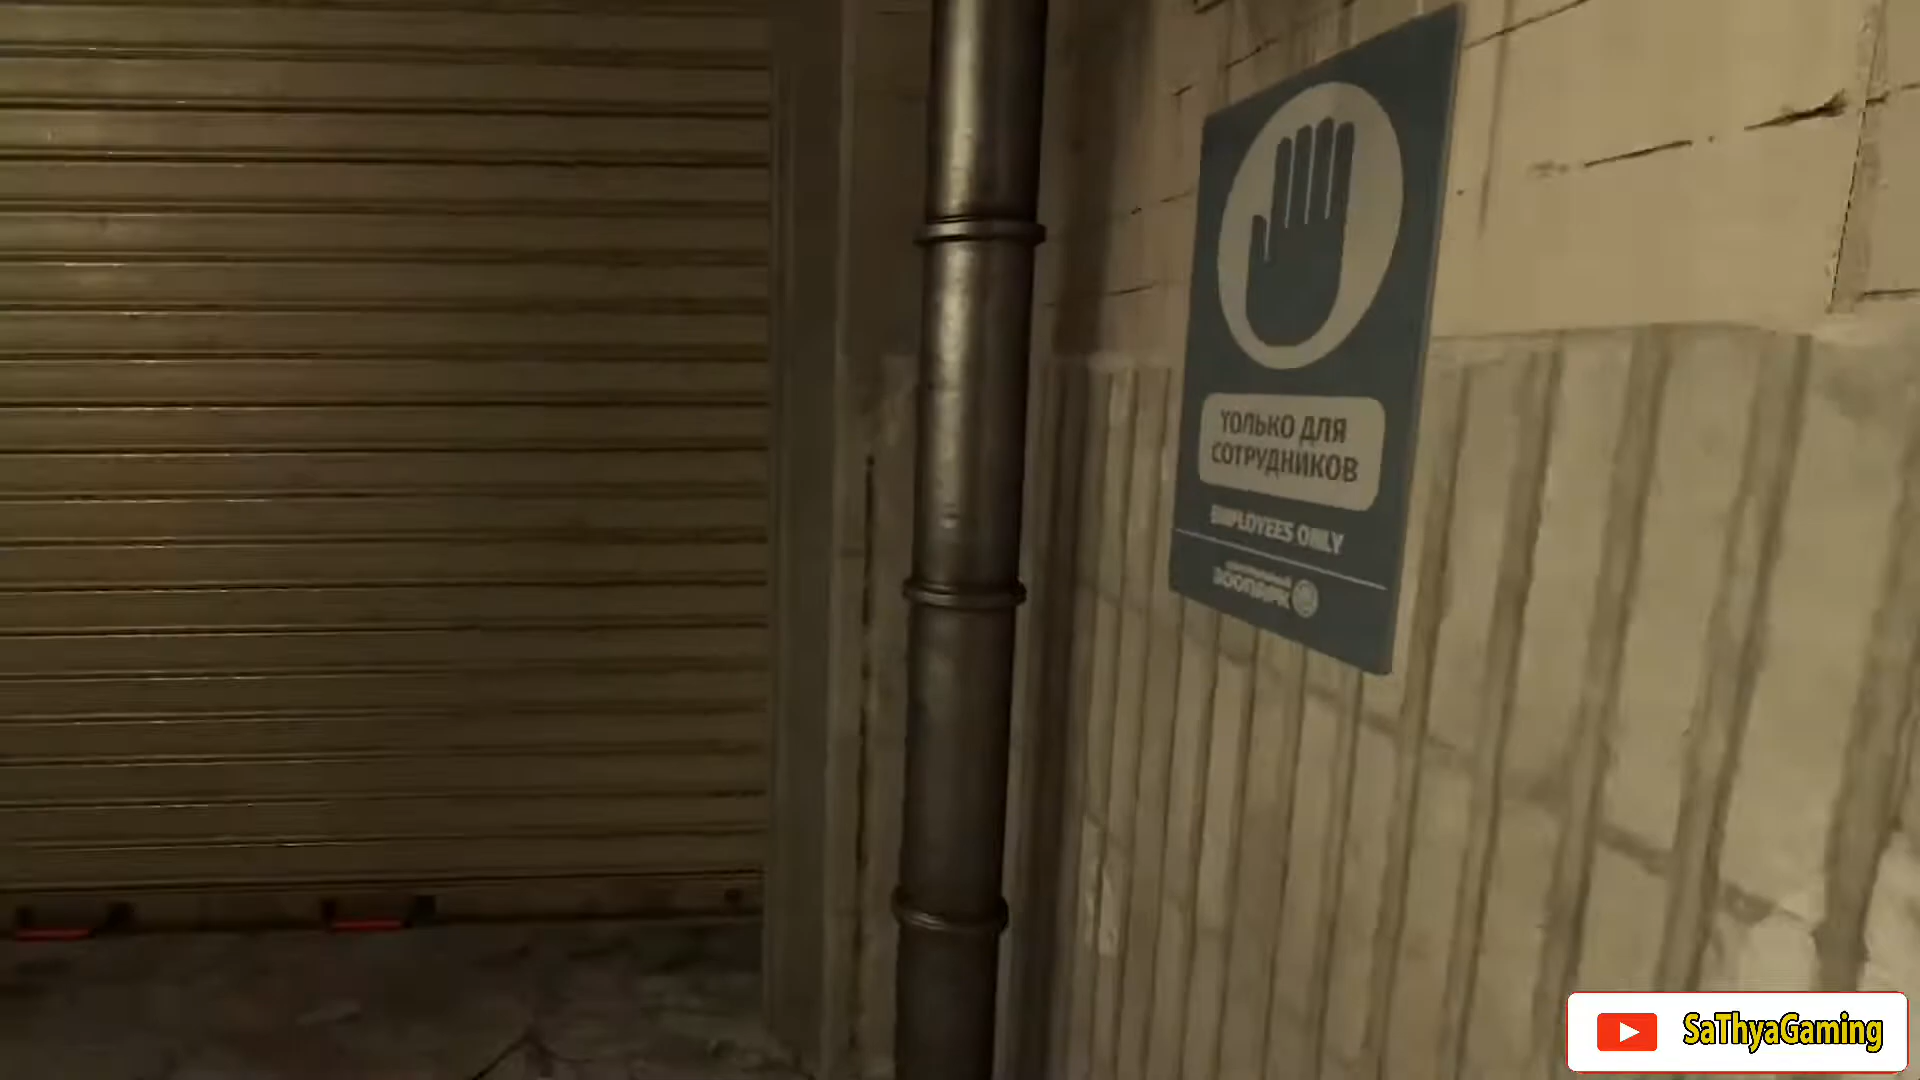 ТОЛЬКО ДЛЯ
СОТРУДНИКОВ
EMPLOYEES ONLY
ЗООПАРК
SaThyaGaming